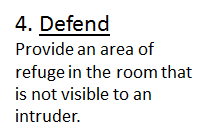 4. Defend
Provide an area of
refuge in the room that
is not visible to an
intruder.